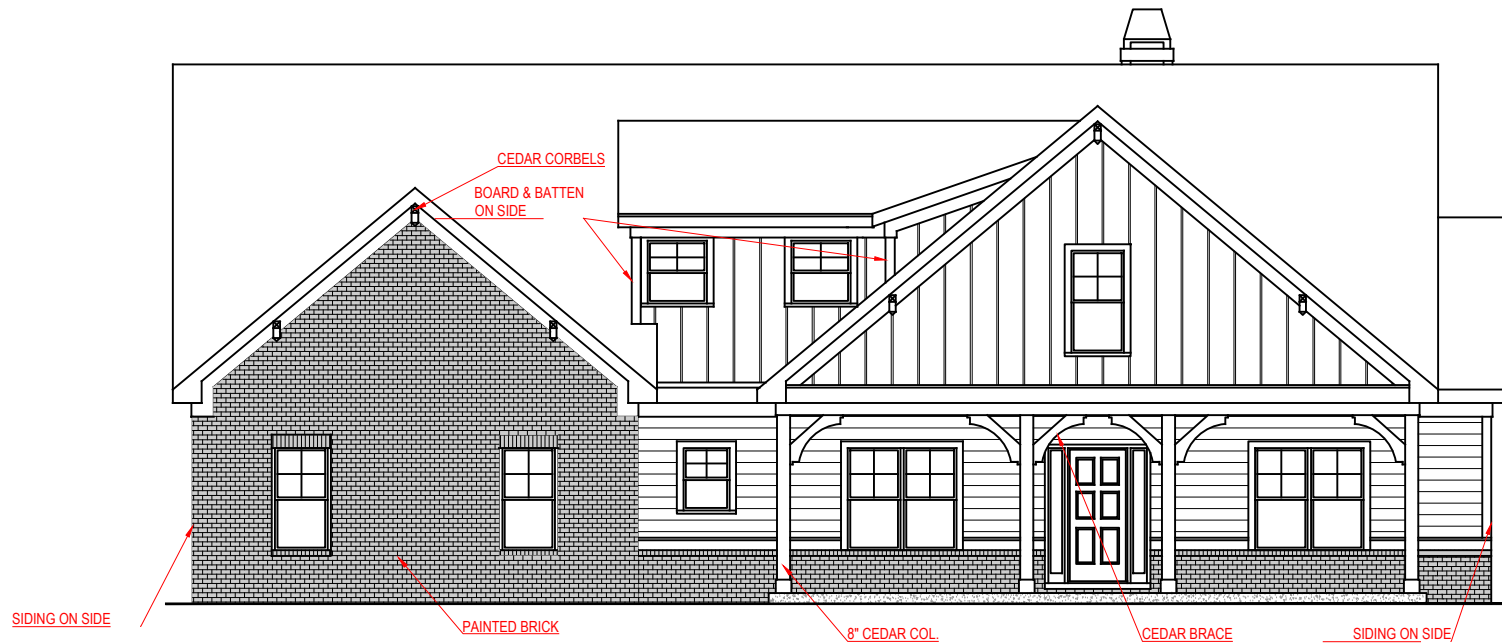 CEDAR CORBELS
BOARD & BATTEN
ON SIDE
SIDING ON SIDE
PAINTED BRICK
8" CEDAR COL.
CEDAR BRACE
SIDING ON SIDE